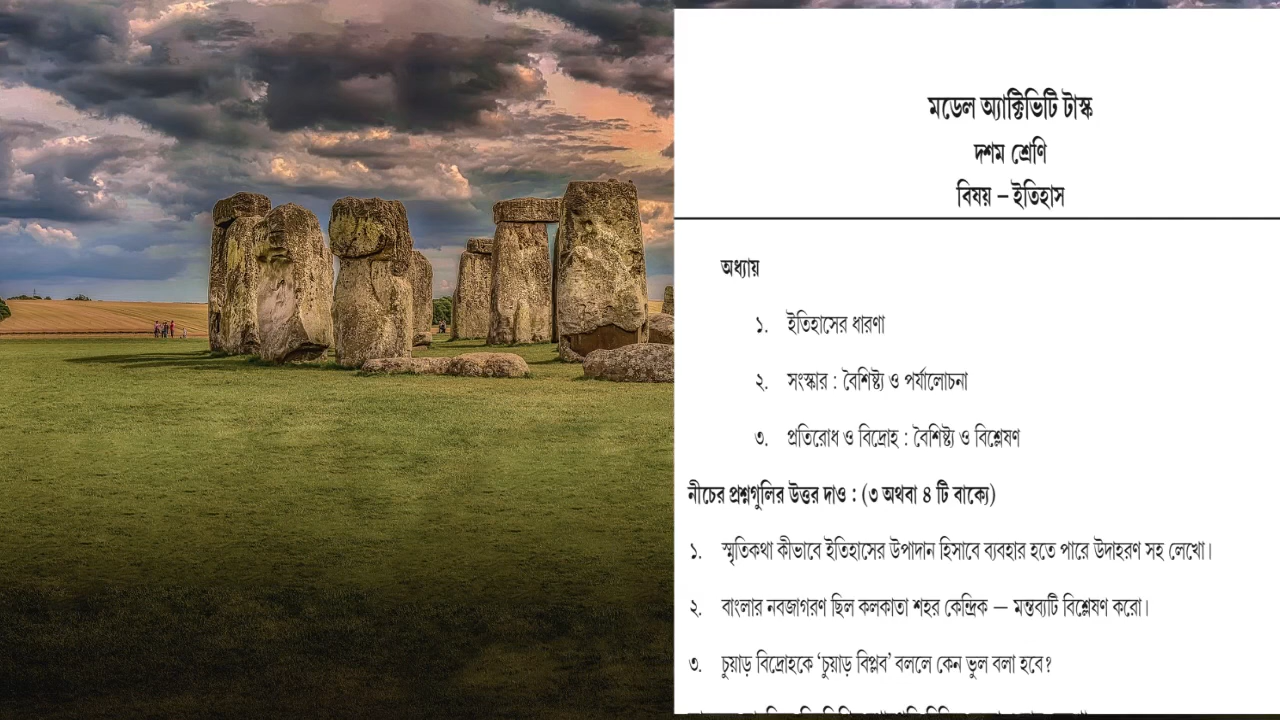 মডেল অ্যাক্টিভিটি টাস্ক
দশম শ্রেণি
বিষয় – ইতিহাস
অধ্যায়
১. ইতিহাসের ধারণা
২. সংস্কার : বৈশিষ্ট্য ও পর্যালোচনা
৩. প্রতিরোধ ও বিদ্রোহ : বৈশিষ্ট্য ও বিশ্লেষণ
নীচের প্রশ্নগুলির উত্তর দাও : (৩ অথবা ৪ টি বাক্যে)
১. স্মৃতিকথা কীভাবে ইতিহাসের উপাদান হিসাবে ব্যবহার হতে পারে উদাহরণ সহ লেখো।
২. বাংলার নবজাগরণ ছিল কলকাতা শহর কেন্দ্রিক – মন্তব্যটি বিশ্লেষণ করো।
৩. চুয়াড় বিদ্রোহকে ‘চুয়াড় বিপ্লব’ বললে কেন ভুল বলা হবে?